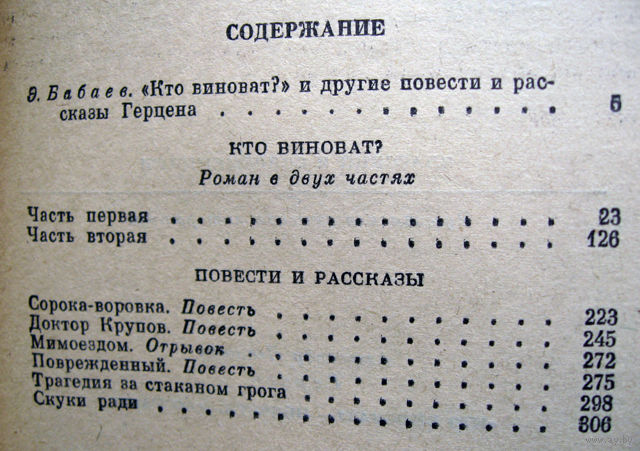 СОДЕРЖАНИЕ
Э. Бабаев. «Кто виноват?» и другие повести и рас-
сказы Герцена . . . . . . . . . . . . . 5
КТО ВИНОВАТ?
Роман в двух частях
Часть первая . . . . . . . . . . . . . . . 23
Часть вторая . . . . . . . . . . . . . . . 126
ПОВЕСТИ И РАССКАЗЫ
Сорока-воровка. Повесть . . . . . . . . . . . 223
Доктор Крупов. Повесть . . . . . . . . . . . 245
Мимоездом. Отрывок . . . . . . . . . . . . 272
Поврежденный. Повесть . . . . . . . . . . . 275
Трагедия за стаканом грога . . . . . . . . . . 298
Скуки ради . . . . . . . . . . . . . . . 306